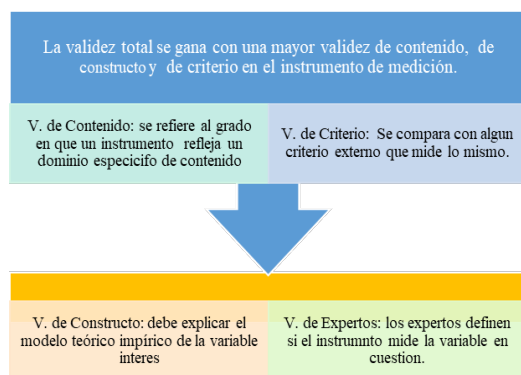 La validez total se gana con una mayor validez de contenido, de
constructo y de criterio en el instrumento de medición.
V. de Contenido: se refiere al grado
en que un instrumento refleja un
dominio especicifo de contenido
V. de Criterio: Se compara con algun
criterio externo que mide lo mismo.
V. de Constructo: debe explicar el
modelo teórico impírico de la variable
interes
V. de Expertos: los expertos definen
si el instrumnto mide la variable en
cuestion.